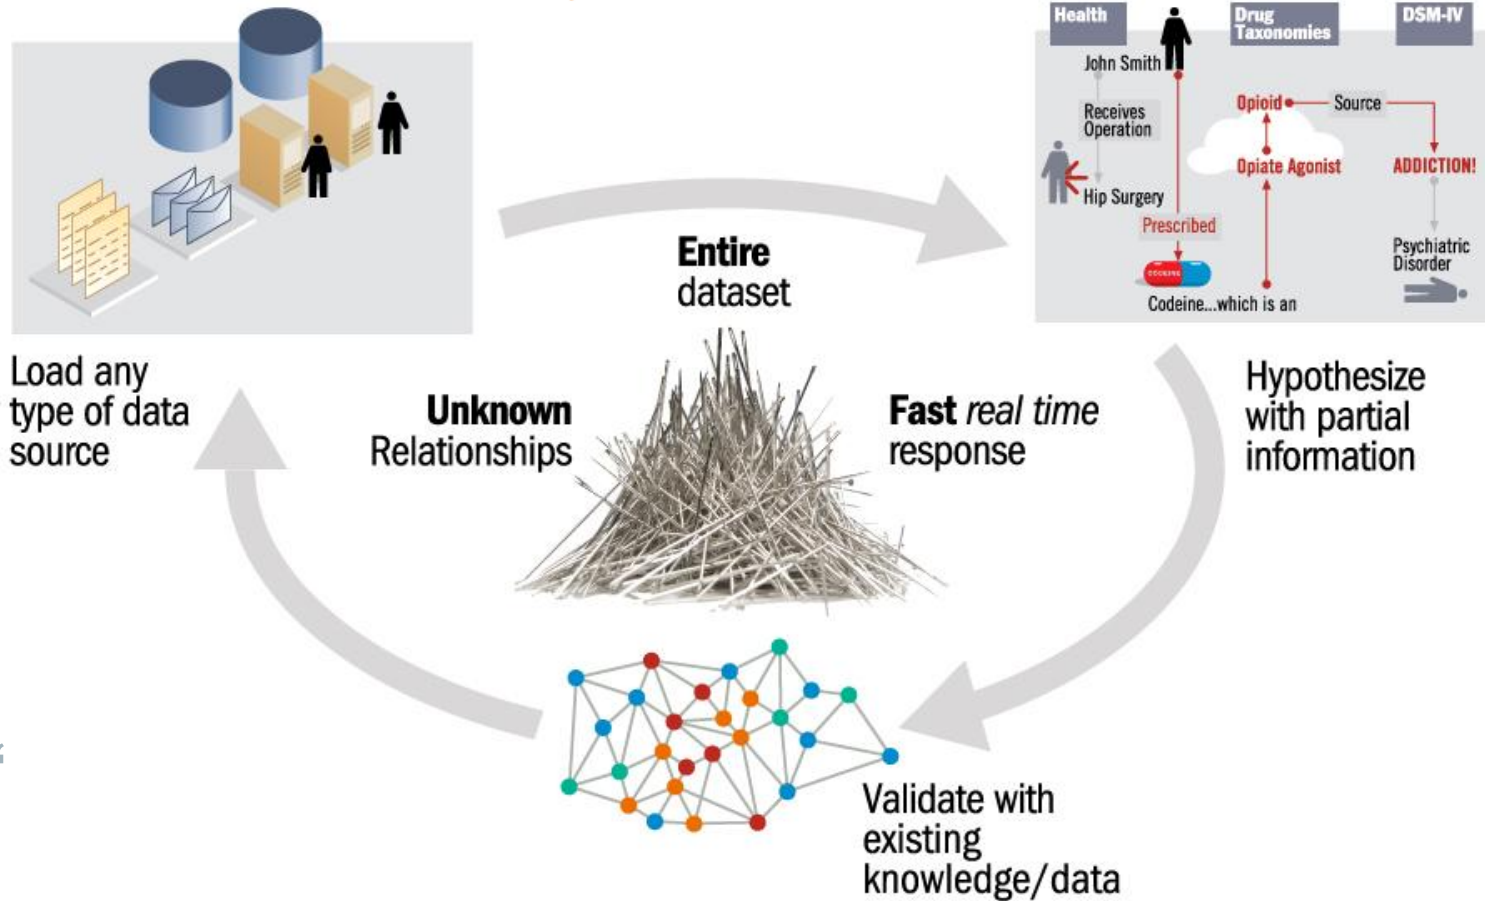 Health
Drug
Taxonomies
DSM-IV
John Smith
Receives
Operation
Hip Surgery
Prescribed
Codeine...which is an
Opiate Agonist
Opioid
Source
ADDICTION!
Psychiatric
Disorder
Load any
type of data
source
Entire
dataset
Unknown
Relationships
Fast real time
response
Hypothesize
with partial
information
Validate with
existing
knowledge/data